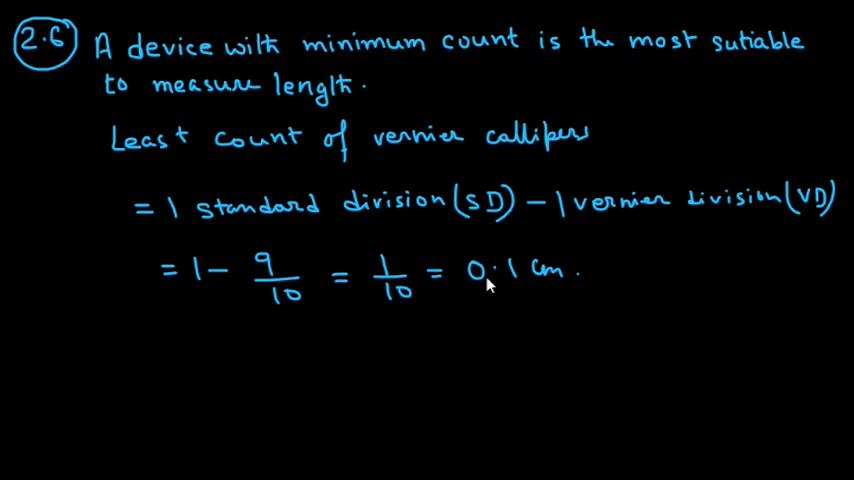 2.6 A device with minimum count is the most sutiable
to measure length.
Least count of vernier callipers
= 1 standard division (SD) - 1 vernier division (VD)
= 1 - 9/10 = 1/10 = 0.1 cm.